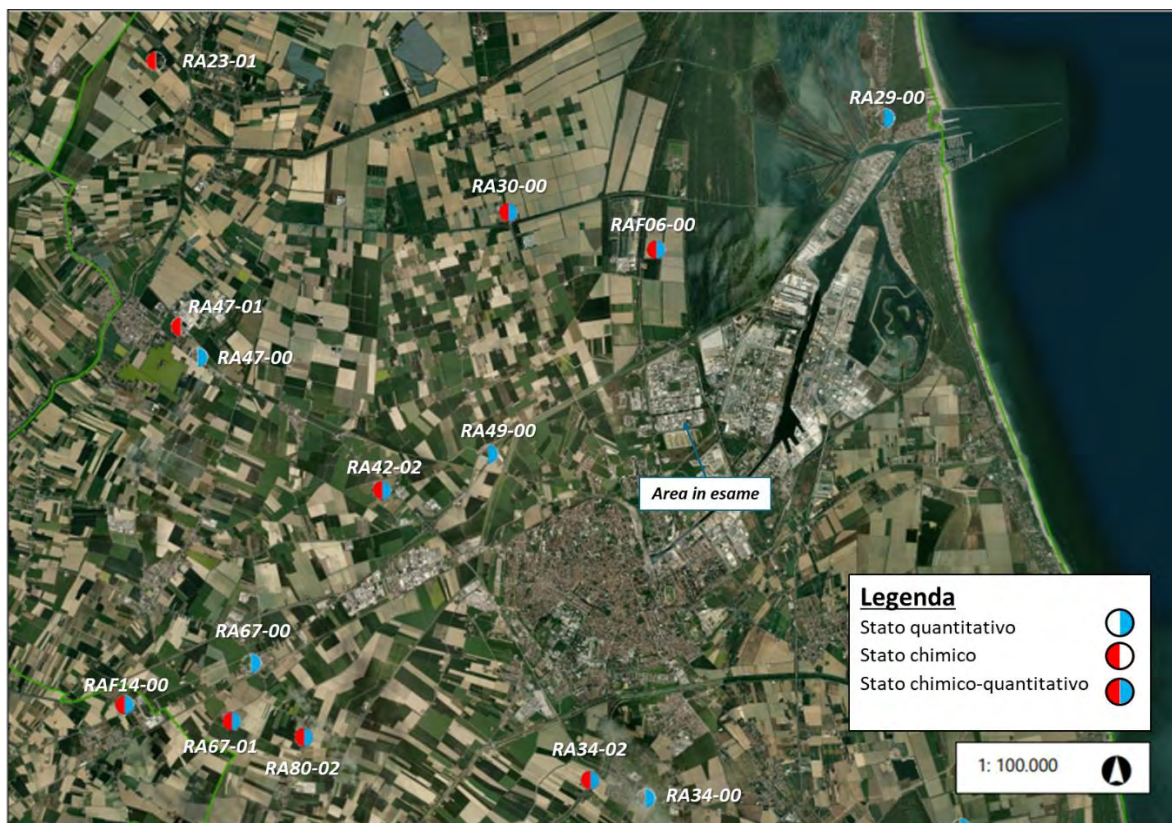 RA23-01
RA29-00
RA30-00
RAF06-00
RA47-01
RA47-00
RA49-00
RA42-02
Area in esame
RA67-00
RAF14-00
RA67-01
RA80-02
RA34-02
RA34-00
Legenda
Stato quantitativo
Stato chimico
Stato chimico-quantitativo
1: 100.000